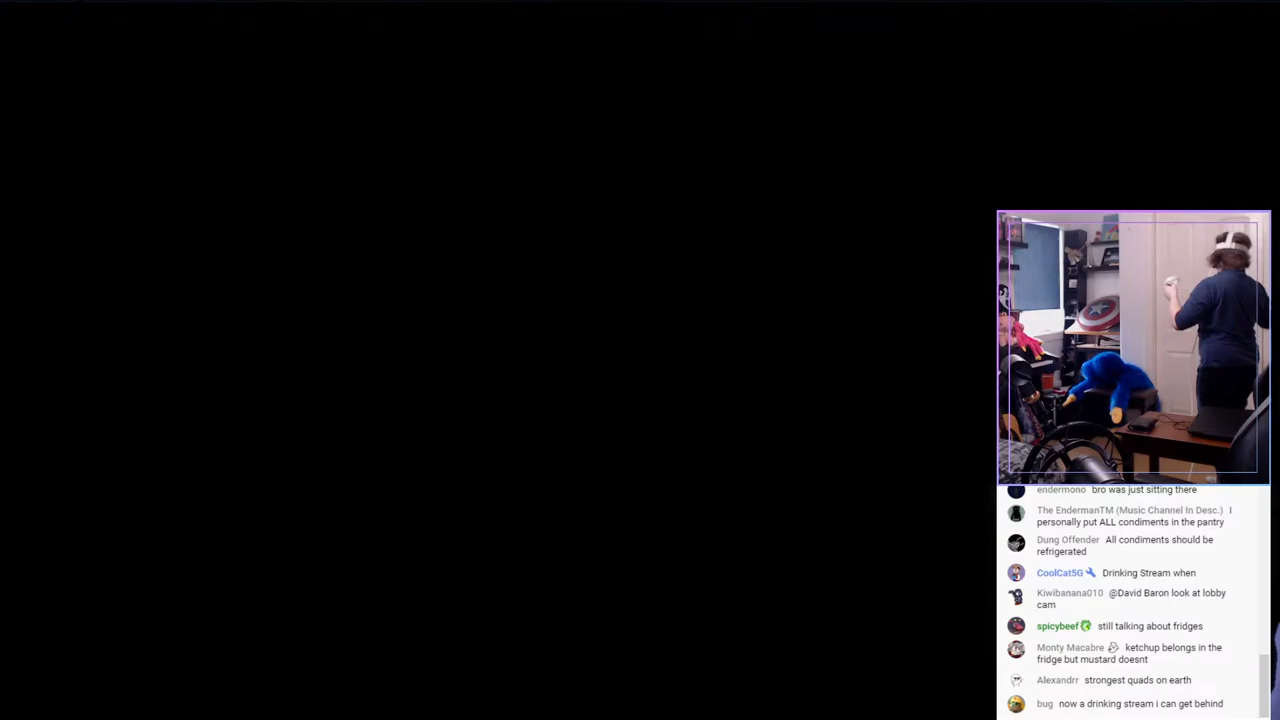 endermono bro was just sitting there
The EndermanTM (Music Channel In Desc.) I
personally put ALL condiments in the pantry
Dung Offender All condiments should be
refrigerated
CoolCat5G Drinking Stream when
Kiwibanana010 @David Baron look at lobby
cam
spicybeef still talking about fridges
Monty Macabre ketchup belongs in the
fridge but mustard doesnt
Alexandrr strongest quads on earth
bug now a drinking stream i can get behind